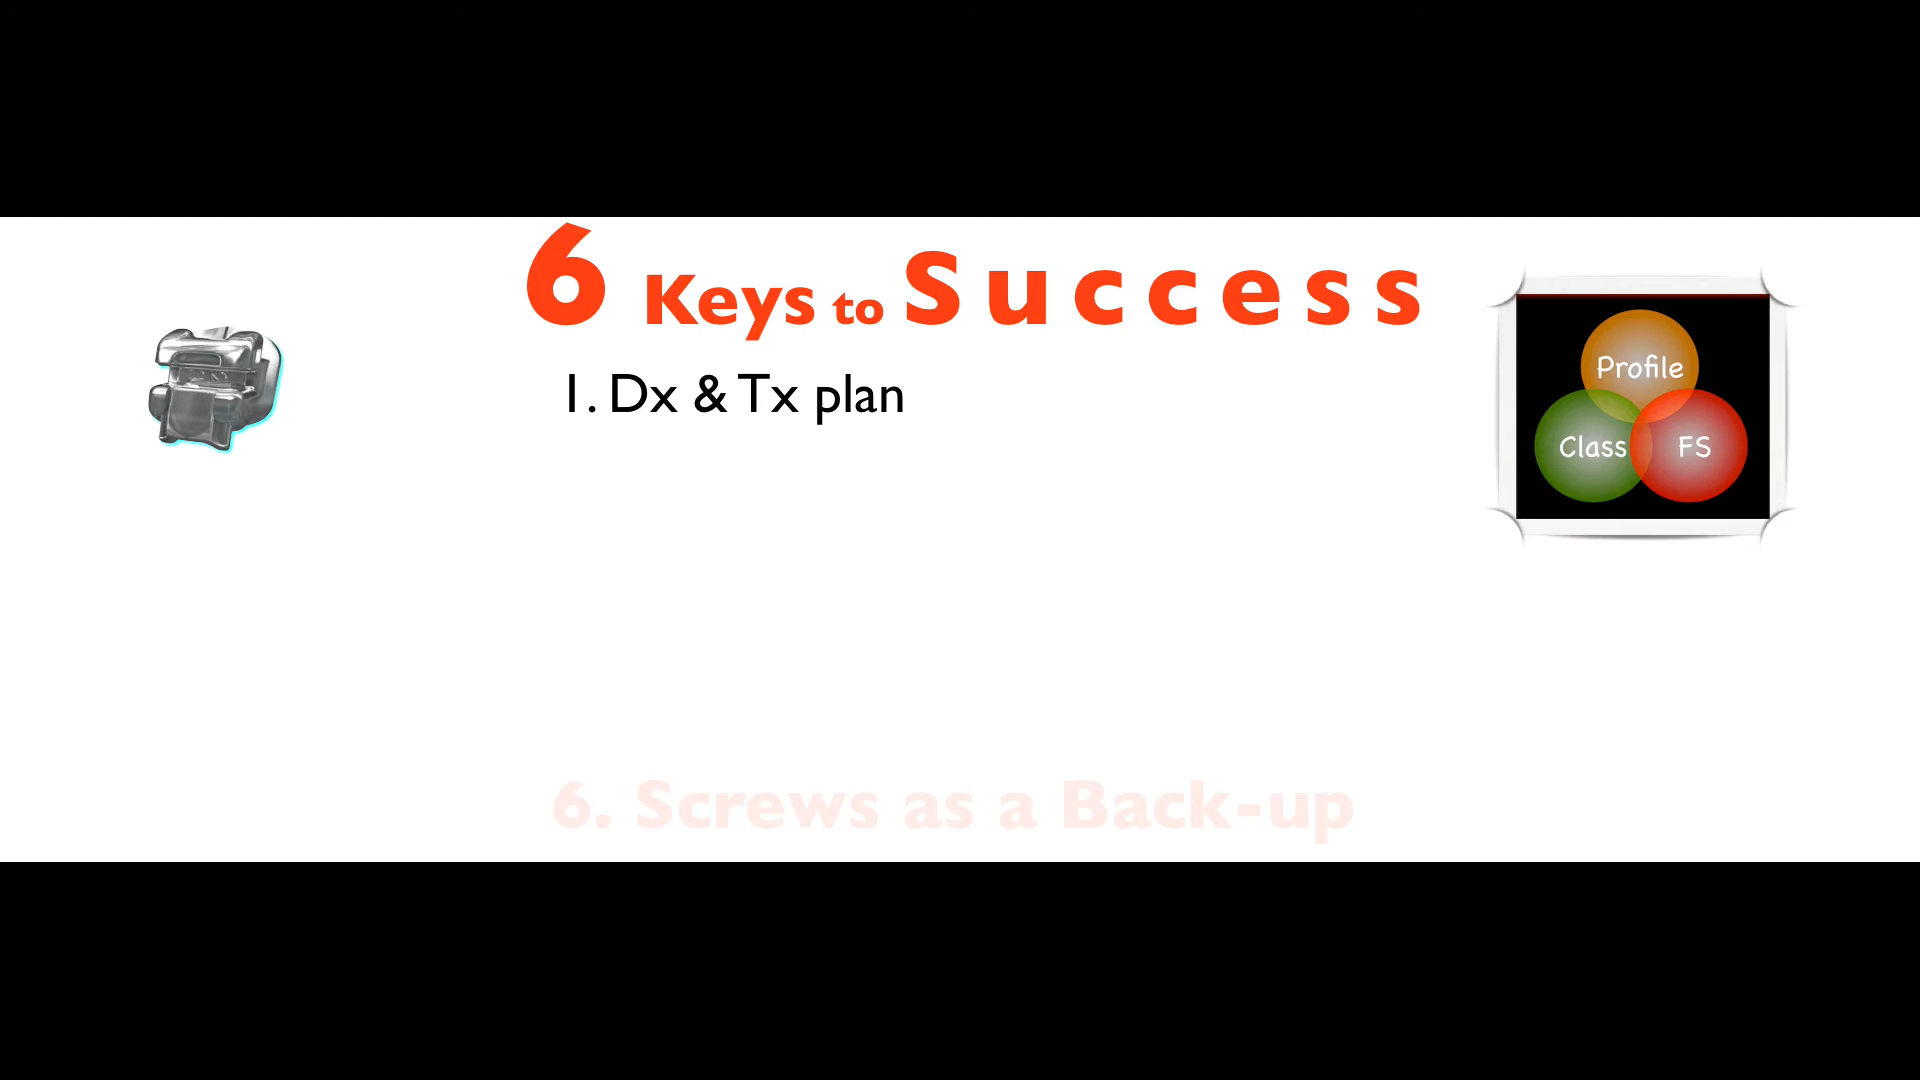 6 Keys to Success
1. Dx & Tx plan
Profile
Class FS
6. Screws as a Back-up